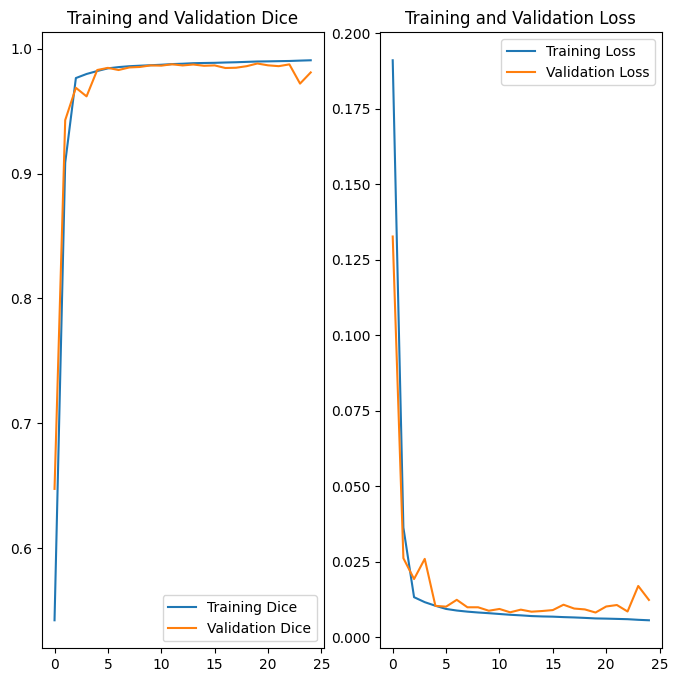 Training and Validation Dice
1.0
0.9
0.8
0.7
0.6
0 5 10 15 20 25
Training Dice
Validation Dice
Training and Validation Loss
0.200
0.175
0.150
0.125
0.100
0.075
0.050
0.025
0.000
0 5 10 15 20 25
Training Loss
Validation Loss